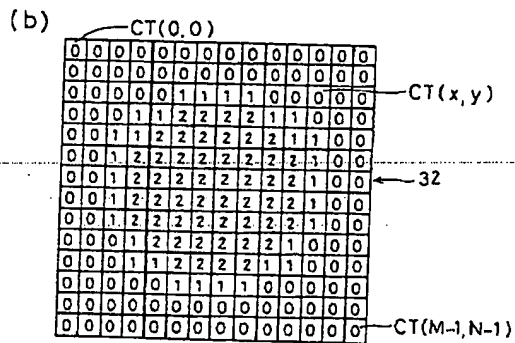 (b)
CT(0,0)
0 0 0 0 0 0 0 0 0 0 0 0 0 0
0 0 0 0 0 0 0 0 0 0 0 0 0 0
0 0 0 0 0 1 1 1 1 0 0 0 0 0 CT(x,y)
0 0 0 1 1 2 2 2 2 1 1 0 0 0
0 0 1 1 2 2 2 2 2 2 1 1 0 0
0 0 1 2 2 2 2 2 2 2 2 1 0 0
0 0 1 2 2 2 2 2 2 2 2 1 0 0 32
0 0 1 2 2 2 2 2 2 2 2 1 0 0
0 0 1 2 2 2 2 2 2 2 2 1 0 0
0 0 0 1 2 2 2 2 2 2 1 0 0 0
0 0 0 1 1 2 2 2 2 1 1 0 0 0
0 0 0 0 0 1 1 1 1 0 0 0 0 0
0 0 0 0 0 0 0 0 0 0 0 0 0 0
0 0 0 0 0 0 0 0 0 0 0 0 0 0 CT(M-1,N-1)